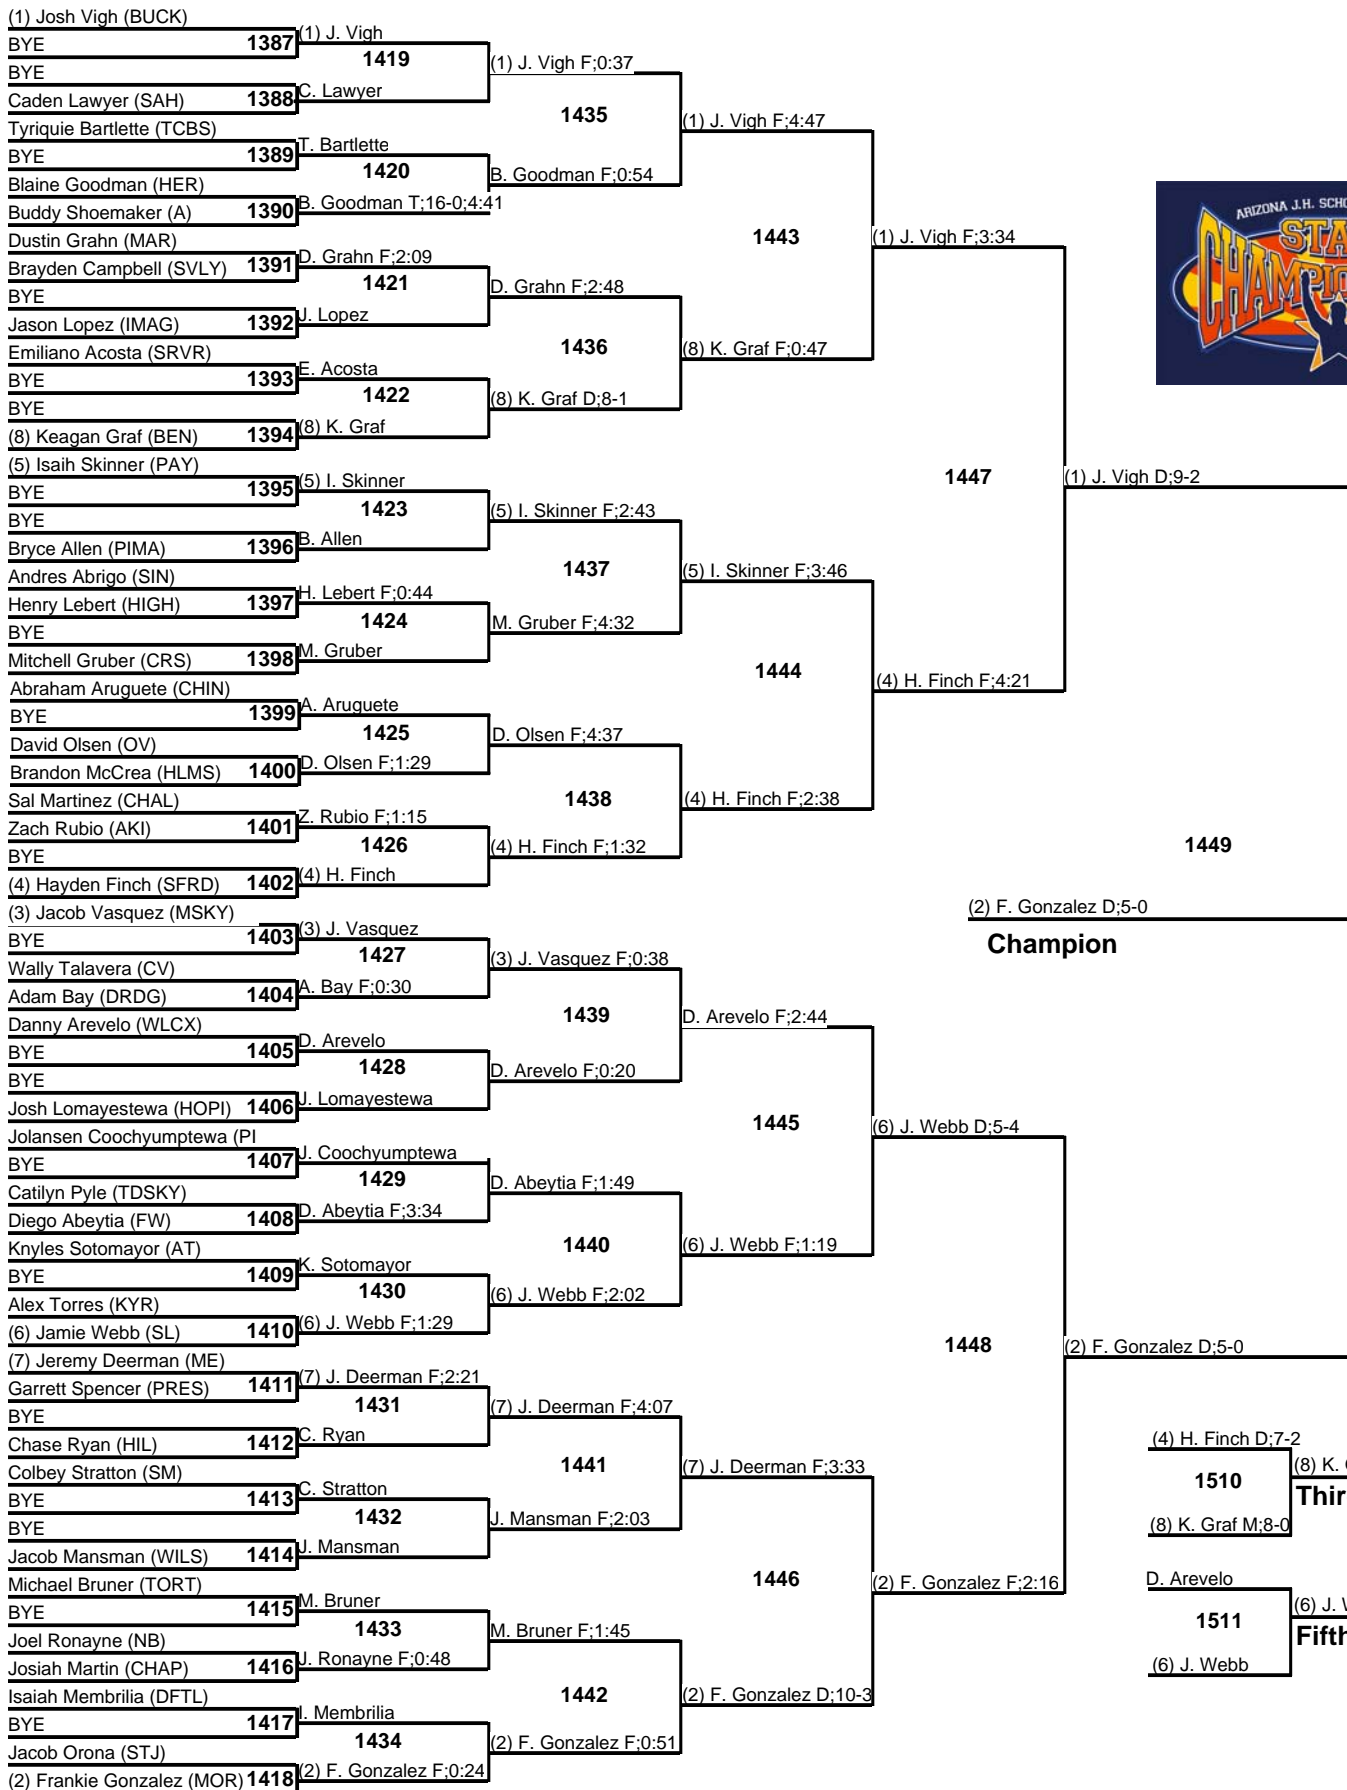 (1) Josh Vigh (BUCK)
BYE
1387
BYE
Caden Lawyer (SAH)
1388
Tyriquie Bartlette (TCBS)
BYE
1389
Blaine Goodman (HER)
Buddy Shoemaker (A)
1390
Dustin Grahn (MAR)
Brayden Campbell (SVLY)
1391
BYE
Jason Lopez (IMAG)
1392
Emiliano Acosta (SRVR)
BYE
1393
BYE
(8) Keagan Graf (BEN)
1394
(5) Isaih Skinner (PAY)
BYE
1395
BYE
Bryce Allen (PIMA)
1396
Andres Abrigo (SIN)
Henry Lebert (HIGH)
1397
BYE
Mitchell Gruber (CRS)
1398
Abraham Aruguete (CHIN)
BYE
1399
David Olsen (OV)
Brandon McCrea (HLMS)
1400
Sal Martinez (CHAL)
Zach Rubio (AKI)
1401
BYE
(4) Hayden Finch (SFRD)
1402
(3) Jacob Vasquez (MSKY)
BYE
1403
Wally Talavera (CV)
Adam Bay (DRDG)
1404
Danny Arevelo (WLCX)
BYE
1405
BYE
Josh Lomayestewa (HOPI)
1406
Jolansen Coochyumptewa (PI
BYE
1407
Catilyn Pyle (TDSKY)
Diego Abeytia (FW)
1408
Knyles Sotomayor (AT)
BYE
1409
Alex Torres (KYR)
(6) Jamie Webb (SL)
1410
(7) Jeremy Deerman (ME)
Garrett Spencer (PRES)
1411
BYE
Chase Ryan (HIL)
1412
Colbey Stratton (SM)
BYE
1413
BYE
Jacob Mansman (WILS)
1414
Michael Bruner (TORT)
BYE
1415
Joel Ronayne (NB)
Josiah Martin (CHAP)
1416
Isaiah Membrilia (DFTL)
BYE
1417
Jacob Orona (STJ)
(2) Frankie Gonzalez (MOR)
1418
(1) J. Vigh
1419
C. Lawyer
T. Bartlette
1420
B. Goodman T;16-0;4:41
D. Grahn F;2:09
1421
J. Lopez
E. Acosta
1422
(8) K. Graf
(5) I. Skinner
1423
B. Allen
H. Lebert F;0:44
1424
M. Gruber
A. Aruguete
1425
D. Olsen F;1:29
Z. Rubio F;1:15
1426
(4) H. Finch
(3) J. Vasquez
1427
A. Bay F;0:30
D. Arevelo
1428
J. Lomayestewa
J. Coochyumptewa
1429
D. Abeytia F;3:34
K. Sotomayor
1430
(6) J. Webb F;1:29
(7) J. Deerman F;2:21
1431
C. Ryan
C. Stratton
1432
J. Mansman
M. Bruner
1433
J. Ronayne F;0:48
I. Membrilia
1434
(2) F. Gonzalez F;0:24
(1) J. Vigh F;0:37
1435
B. Goodman F;0:54
D. Grahn F;2:48
1436
(8) K. Graf D;8-1
(5) I. Skinner F;2:43
1437
M. Gruber F;4:32
D. Olsen F;4:37
1438
(4) H. Finch F;1:32
(3) J. Vasquez F;0:38
1439
D. Arevelo F;0:20
D. Abeytia F;1:49
1440
(6) J. Webb F;2:02
(7) J. Deerman F;4:07
1441
J. Mansman F;2:03
M. Bruner F;1:45
1442
(2) F. Gonzalez F;0:51
(1) J. Vigh F;4:47
1443
(8) K. Graf F;0:47
(5) I. Skinner F;3:46
1444
(4) H. Finch F;2:38
D. Arevelo F;2:44
1445
(6) J. Webb F;1:19
(7) J. Deerman F;3:33
1446
(2) F. Gonzalez D;10-3
(1) J. Vigh F;3:34
1447
(4) H. Finch F;4:21
(6) J. Webb D;5-4
1448
(2) F. Gonzalez F;2:16
ARIZONA J.H. SCHO
STA
CHAMPIO
(1) J. Vigh D;9-2
1449
(2) F. Gonzalez D;5-0
Champion
(2) F. Gonzalez D;5-0
(4) H. Finch D;7-2
1510
(8) K. Graf M;8-0
(8) K.
Thir
D. Arevelo
1511
(6) J. Webb
(6) J. W
Fifth